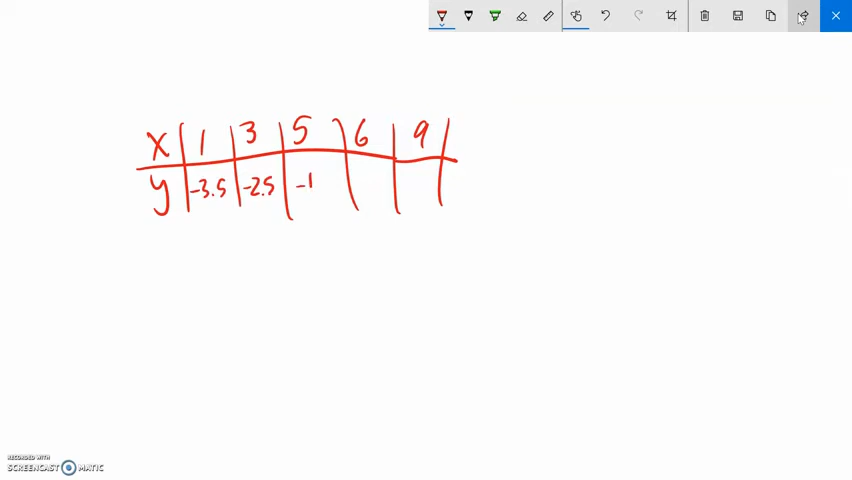 x 1 3 5 6 9
y -3.5 -2.5 -1
RECORDED WITH
SCREENCAST MATIC